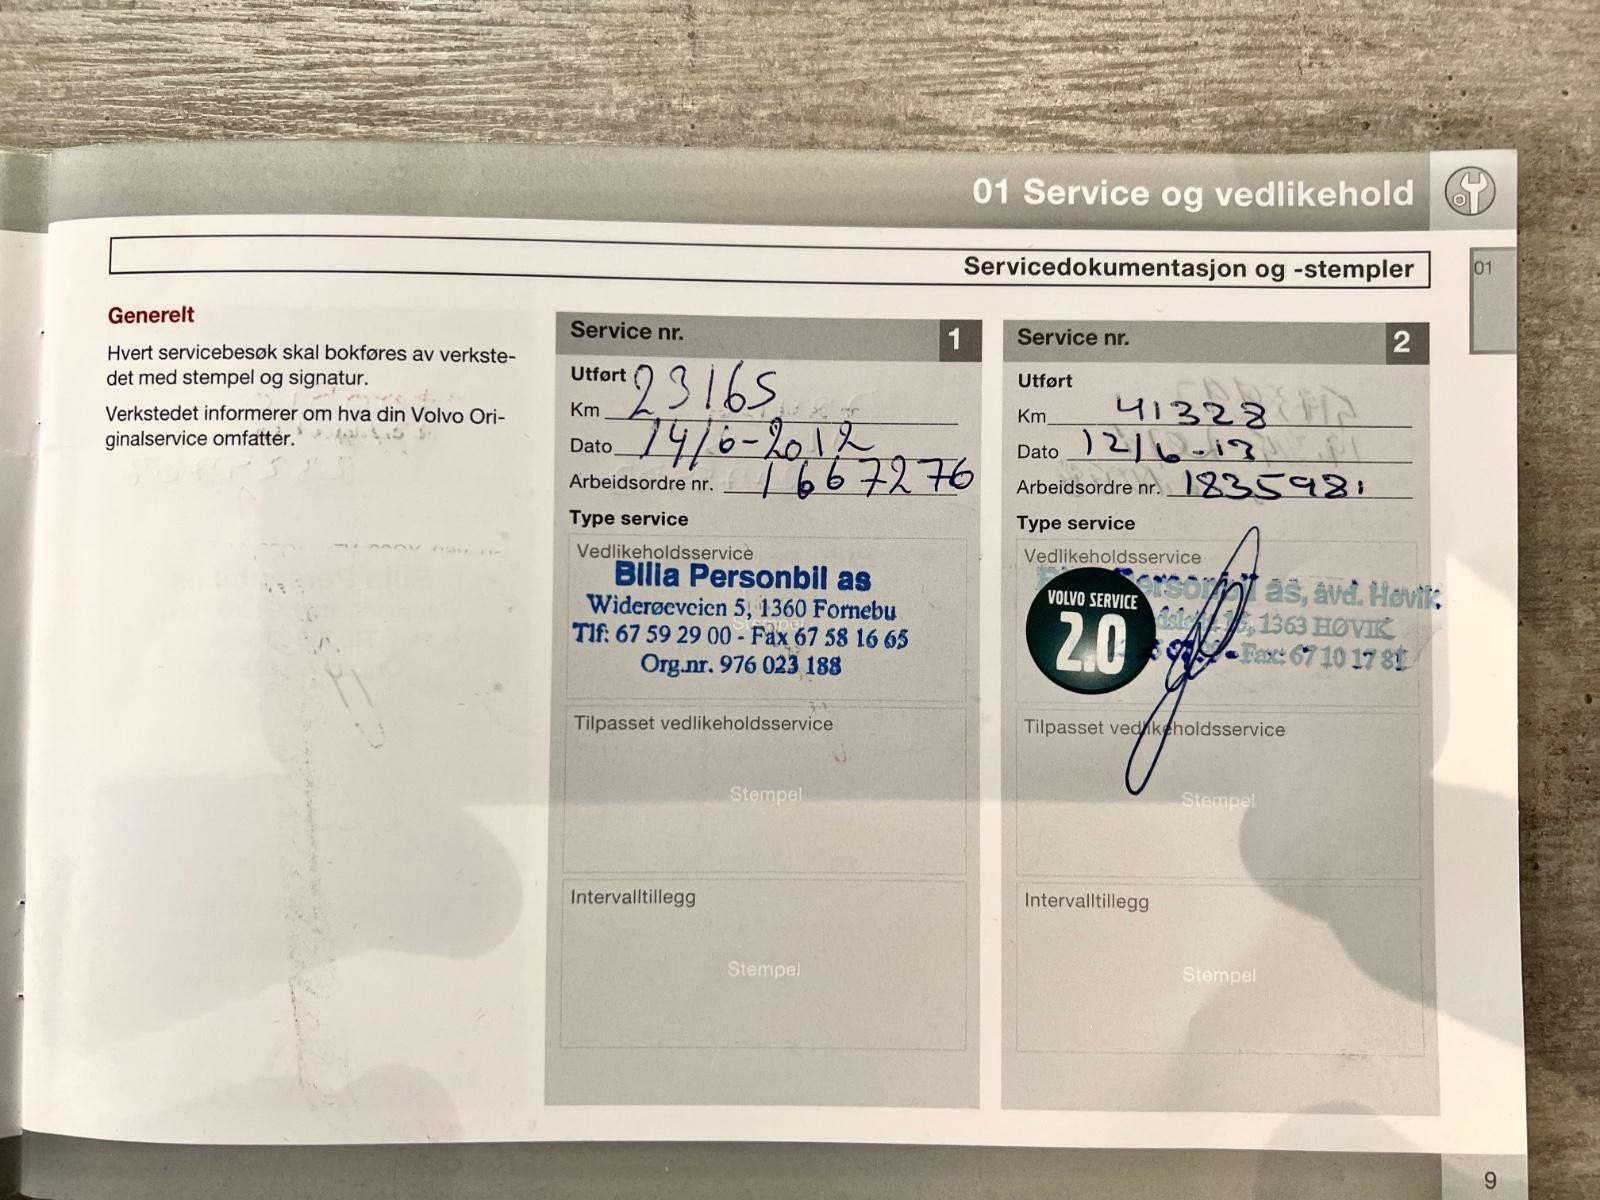 01 Service og vedlikehold
Servicedokumentasjon og -stempler
01
Generelt
Hvert servicebesøk skal bokføres av verkste-
det med stempel og signatur.
Verkstedet informerer om hva din Volvo Ori-
ginalservice omfatter.
Service nr. 1
Utført
Km 23165
Dato 14/6-2012
Arbeidsordre nr. 1667276
Type service
Vedlikeholdsservice
Bilia Personbil as
Widerøeveien 5, 1360 Fornebu
Tlf: 67 59 29 00 - Fax 67 58 16 65
Org.nr. 976 023 188
Stempel
Tilpasset vedlikeholdsservice
Stempel
Intervalltillegg
Stempel
Service nr. 2
Utført
Km 41328
Dato 12/6-13
Arbeidsordre nr. 1835981
Type service
Vedlikeholdsservice
Personbil as, avd. Høvik
1363 HØVIK
Fax: 67 10 17 81
VOLVO SERVICE
2.0
Tilpasset vedlikeholdsservice
Stempel
Intervalltillegg
Stempel
9